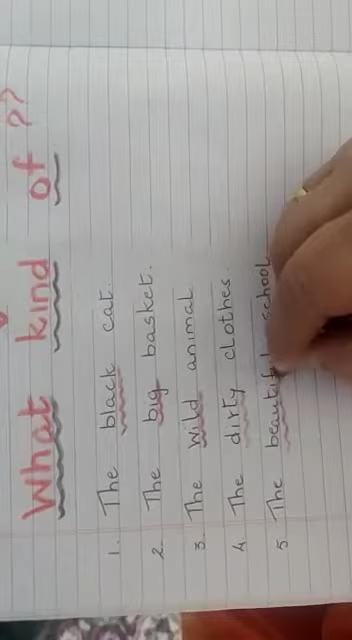 What kind of ??
1. The black cat.
2. The big basket.
3. The wild animal
4 The dirty clothes.
5 The beautiful school